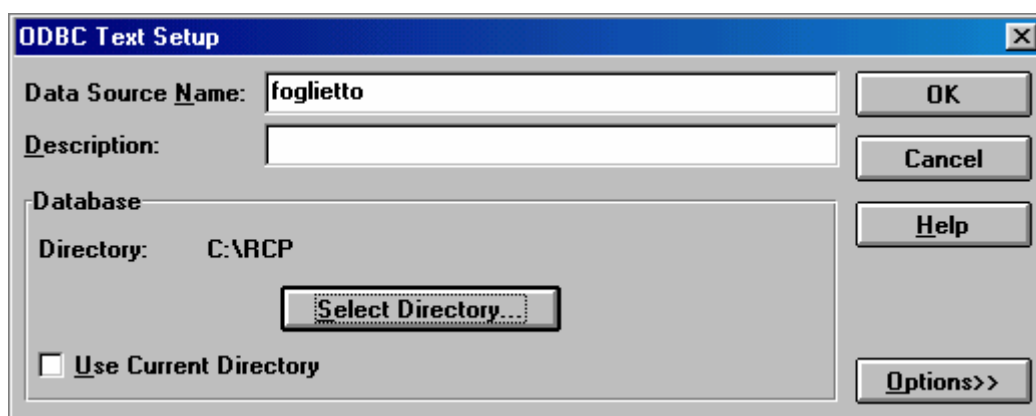 ODBC Text Setup
Data Source Name: foglietto
OK
Description:
Cancel
Database
Help
Directory: C:\RCP
Select Directory...
Use Current Directory
Options>>